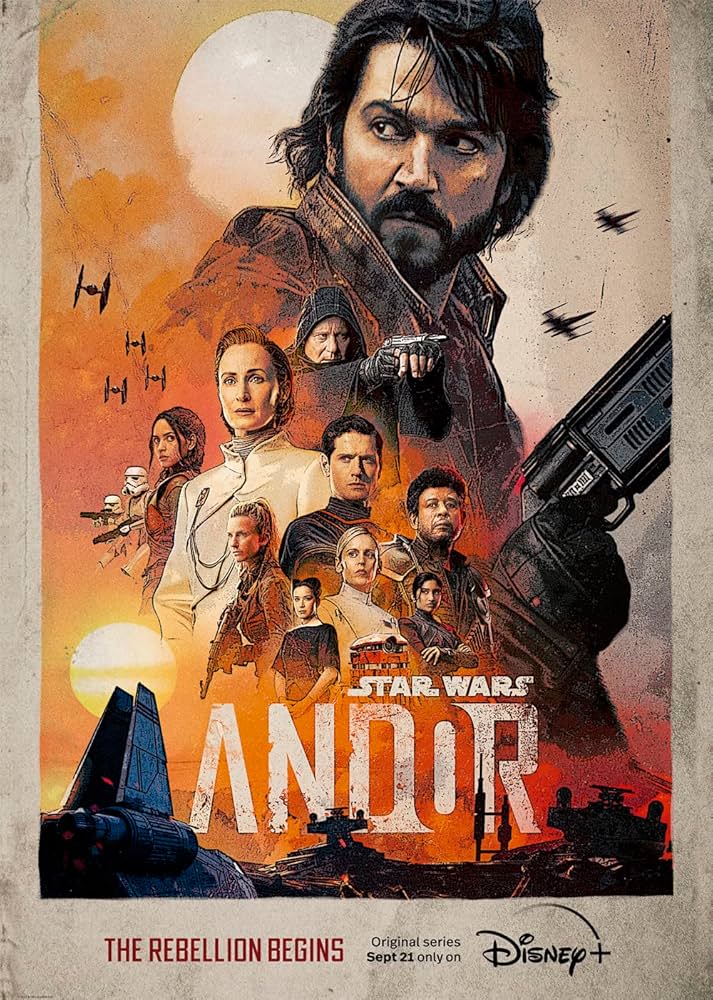 STAR WARS
ANDOR
THE REBELLION BEGINS
Original series
Sept 21 only on
Disney+